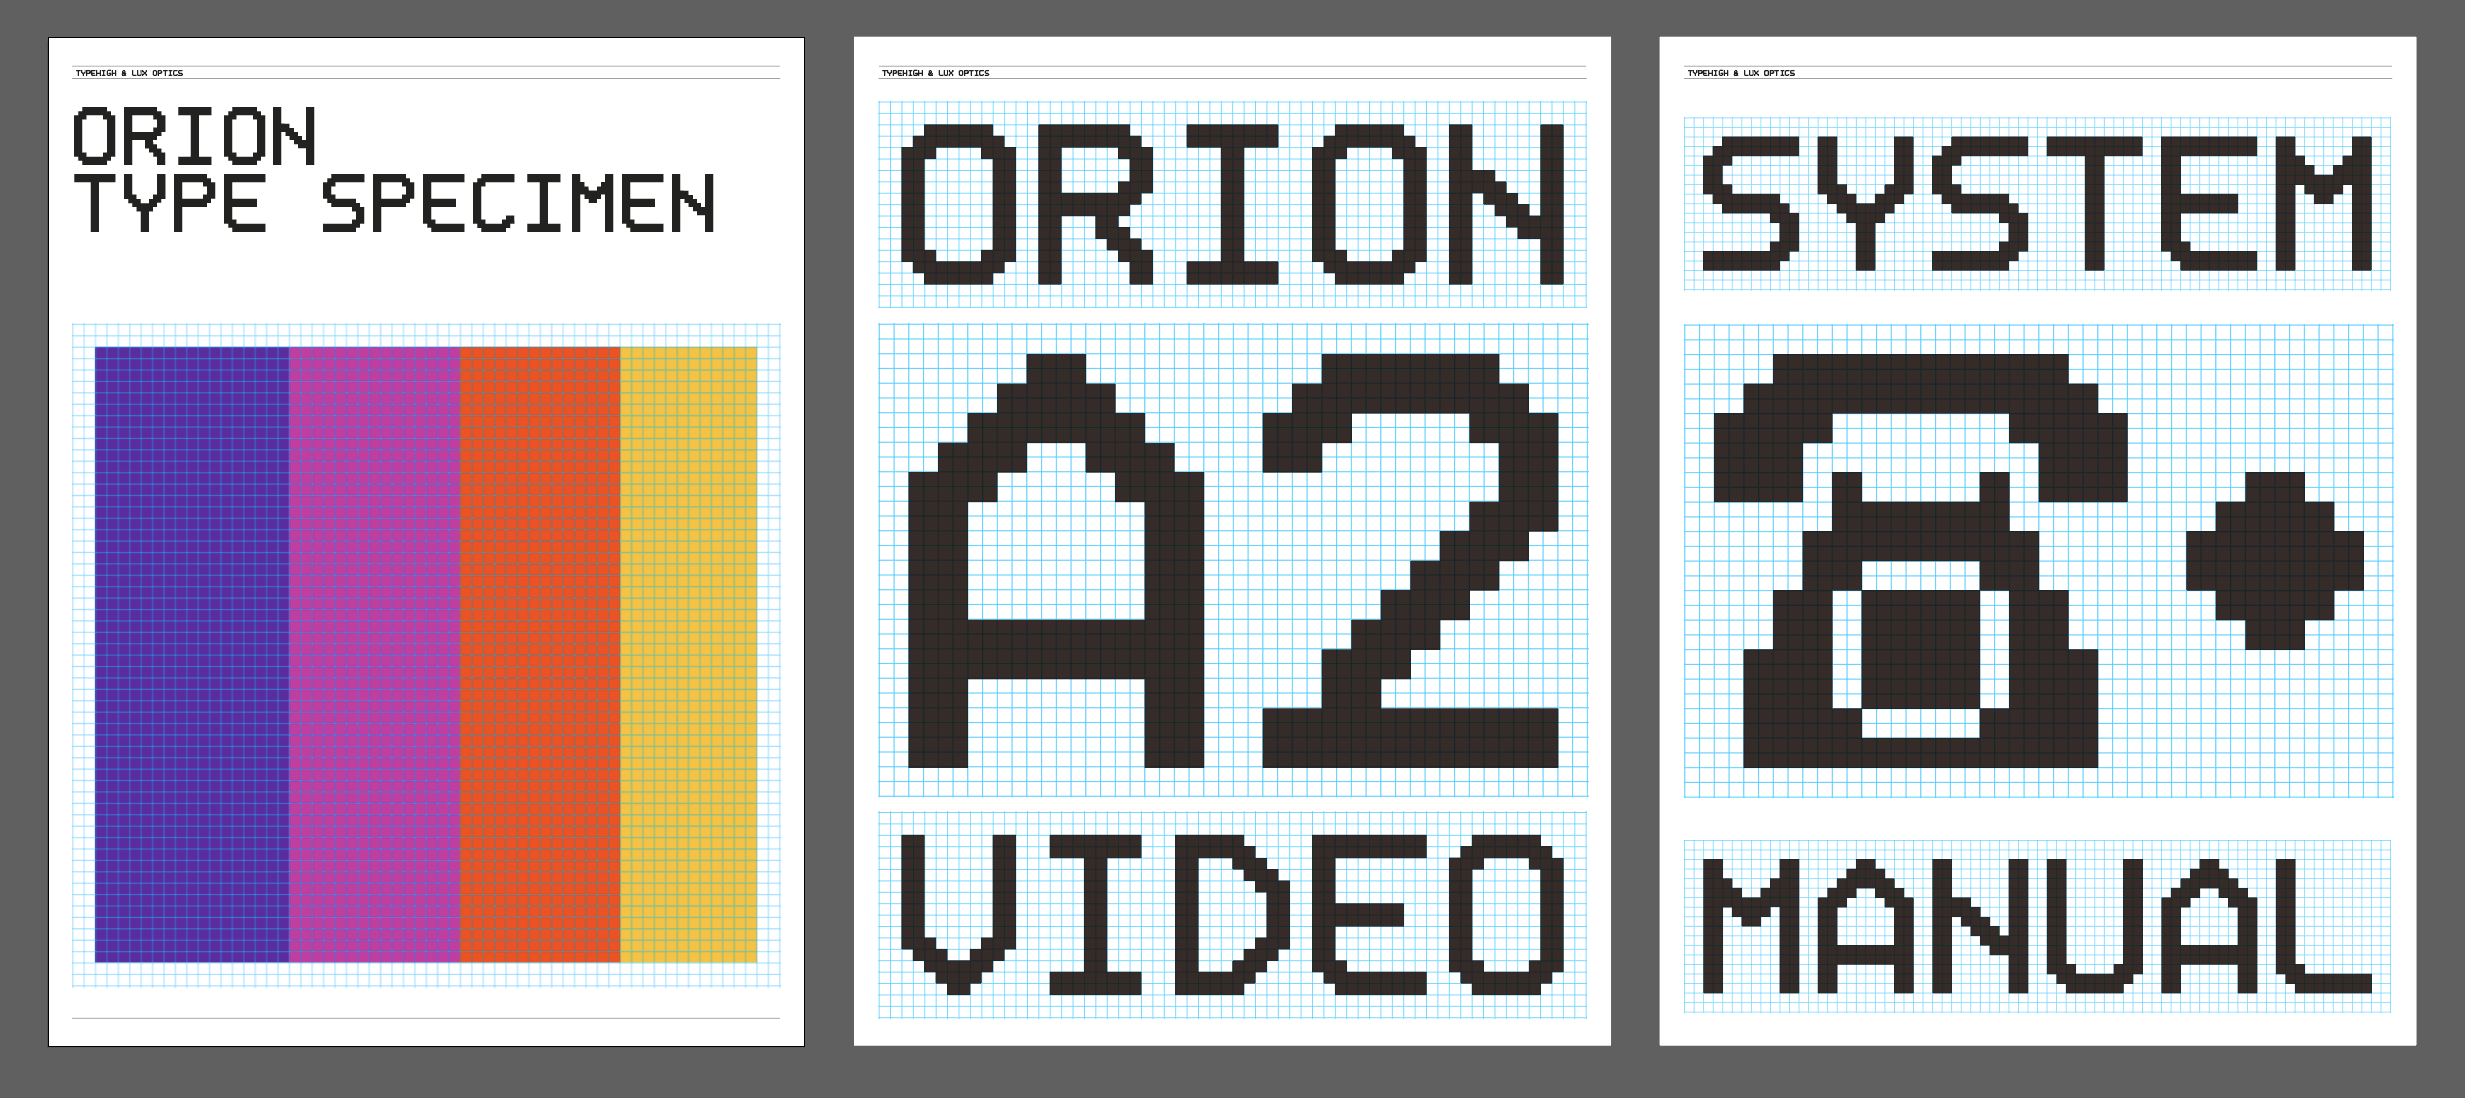 TYPEHIGH & LUX OPTICS
ORION
TYPE SPECIMEN
TYPEHIGH & LUX OPTICS
ORION
A2
VIDEO
TYPEHIGH & LUX OPTICS
SYSTEM
MANUAL